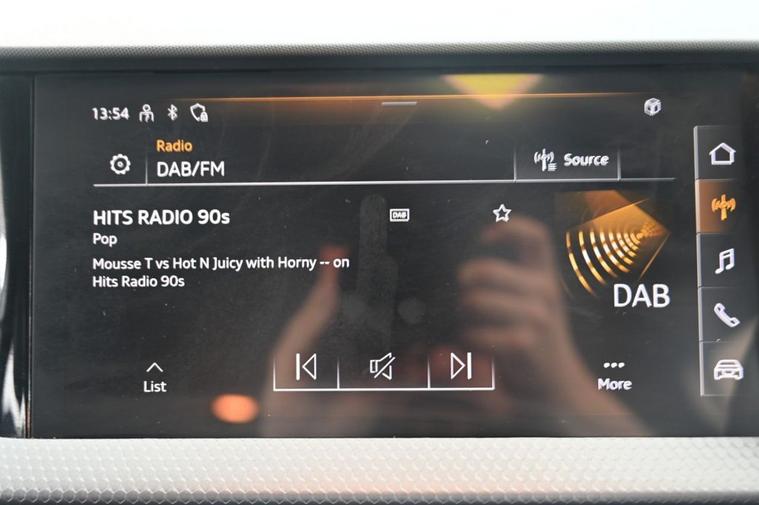 13:54
Radio
DAB/FM
Source
HITS RADIO 90s
DAB
Pop
Mousse T vs Hot N Juicy with Horny -- on
Hits Radio 90s
DAB
List
More